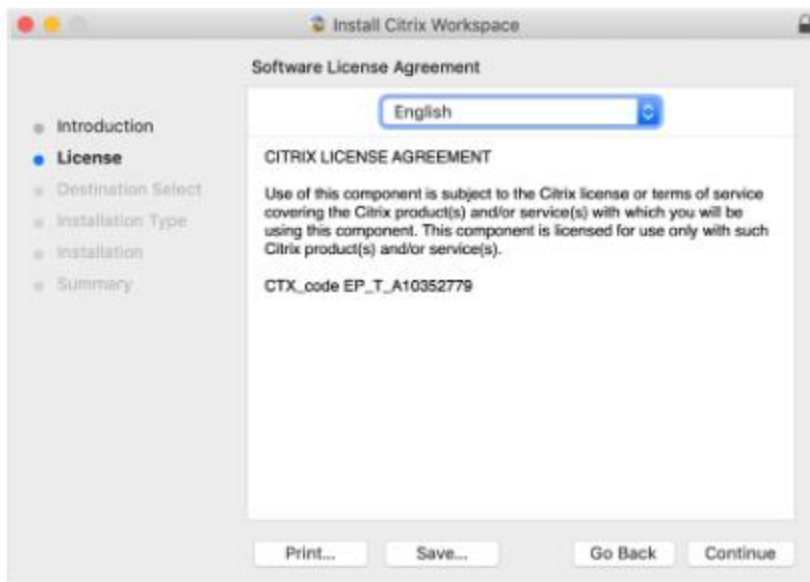 Install Citrix Workspace
Software License Agreement
Introduction
License
Destination Select
Installation Type
Installation
Summary
English
CITRIX LICENSE AGREEMENT
Use of this component is subject to the Citrix license or terms of service
covering the Citrix product(s) and/or service(s) with which you will be
using this component. This component is licensed for use only with such
Citrix product(s) and/or service(s).
CTX_code EP_T_A10352779
Print...
Save...
Go Back
Continue